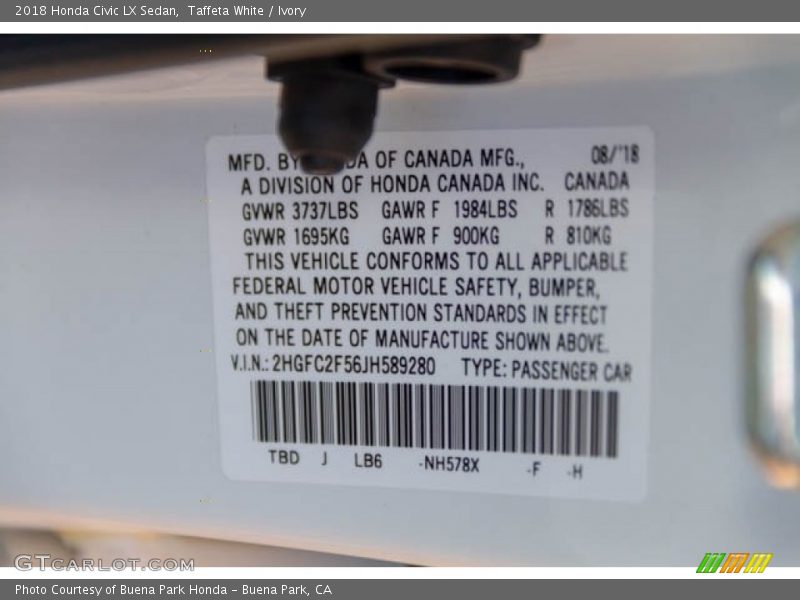 2018 Honda Civic LX Sedan,  Taffeta White / Ivory
MFD. BY DA OF CANADA MFG., 08/'18
A DIVISION OF HONDA CANADA INC. CANADA
GVWR 3737LBS GAWR F 1984LBS R 1786LBS
GVWR 1695KG GAWR F 900KG R 810KG
THIS VEHICLE CONFORMS TO ALL APPLICABLE
FEDERAL MOTOR VEHICLE SAFETY, BUMPER,
AND THEFT PREVENTION STANDARDS IN EFFECT
ON THE DATE OF MANUFACTURE SHOWN ABOVE.
V.I.N.: 2HGFC2F56JH589280 TYPE: PASSENGER CAR
TBD J LB6 -NH578X -F -H
GTCARLOT.COM
Photo Courtesy of Buena Park Honda – Buena Park, CA